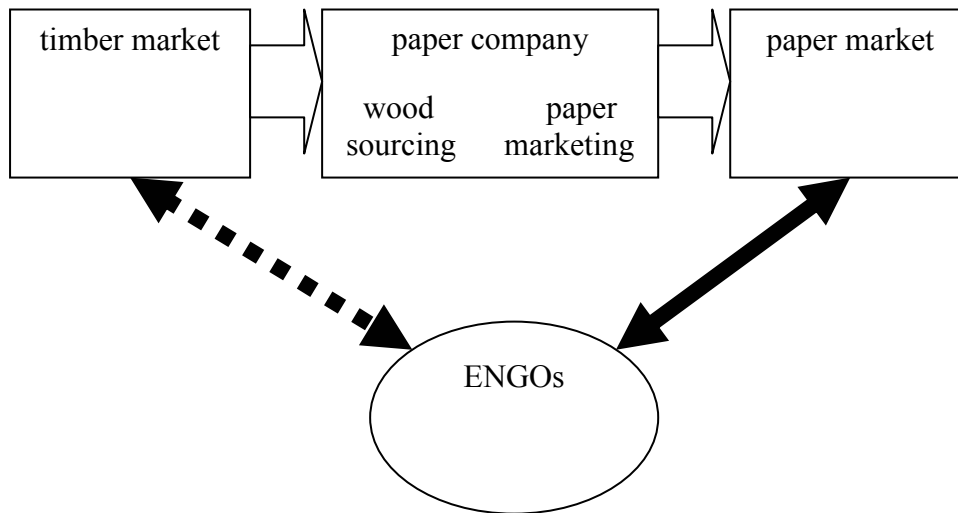 timber market
paper company
wood
sourcing
paper
marketing
paper market
ENGOs